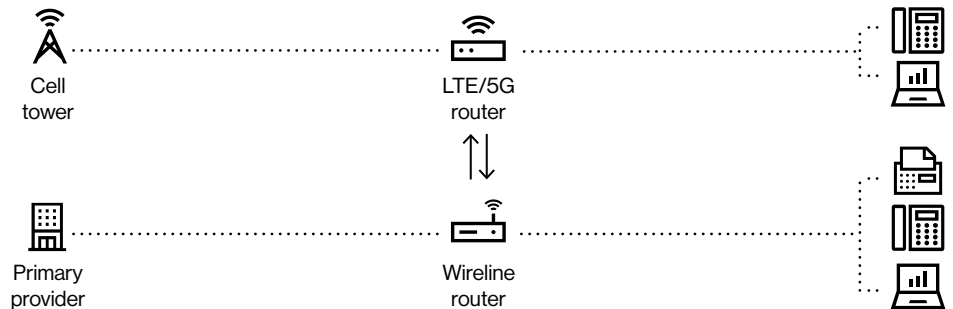 Cell
tower
LTE/5G
router
Primary
provider
Wireline
router